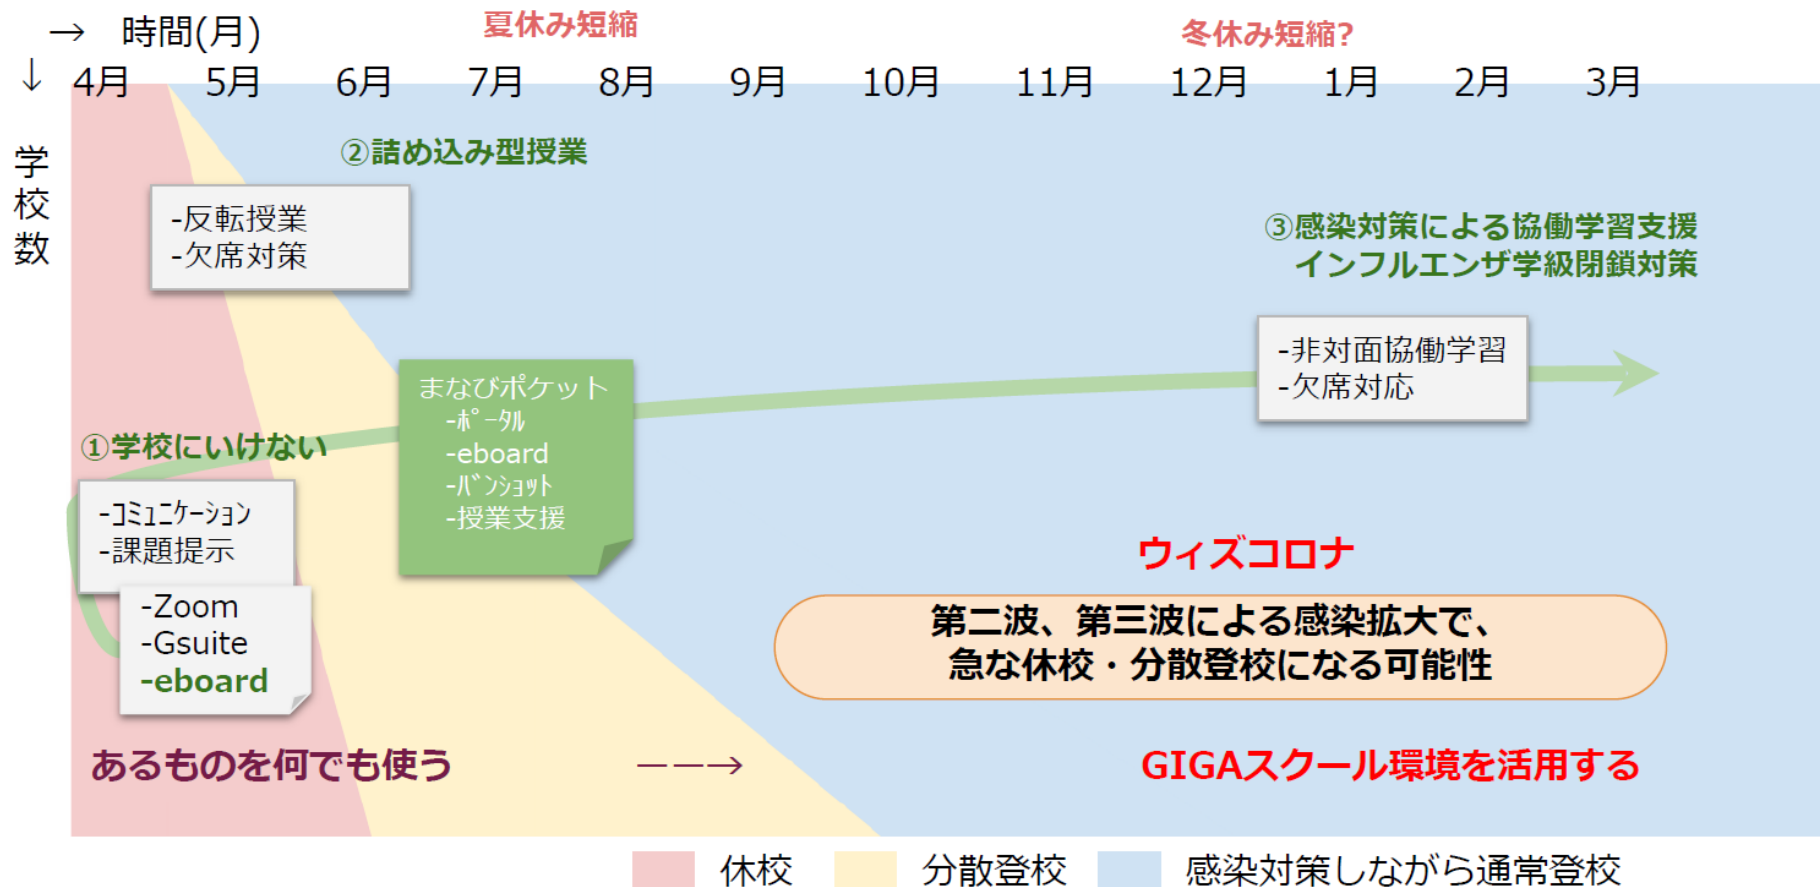 → 時間(月)
夏休み短縮
冬休み短縮?
↓ 4月 5月 6月 7月 8月 9月 10月 11月 12月 1月 2月 3月
学校数
②詰め込み型授業
-反転授業
-欠席対策
③感染対策による協働学習支援
インフルエンザ学級閉鎖対策
-非対面協働学習
-欠席対応
まなびポケット
-ﾎﾟｰﾀﾙ
-eboard
-ﾊﾞﾝｼｮｯﾄ
-授業支援
①学校にいけない
-ｺﾐｭﾆｹｰｼｮﾝ
-課題提示
-Zoom
-Gsuite
-eboard
ウィズコロナ
第二波、第三波による感染拡大で、
急な休校・分散登校になる可能性
あるものを何でも使う ーー→ GIGAスクール環境を活用する
休校 分散登校 感染対策しながら通常登校